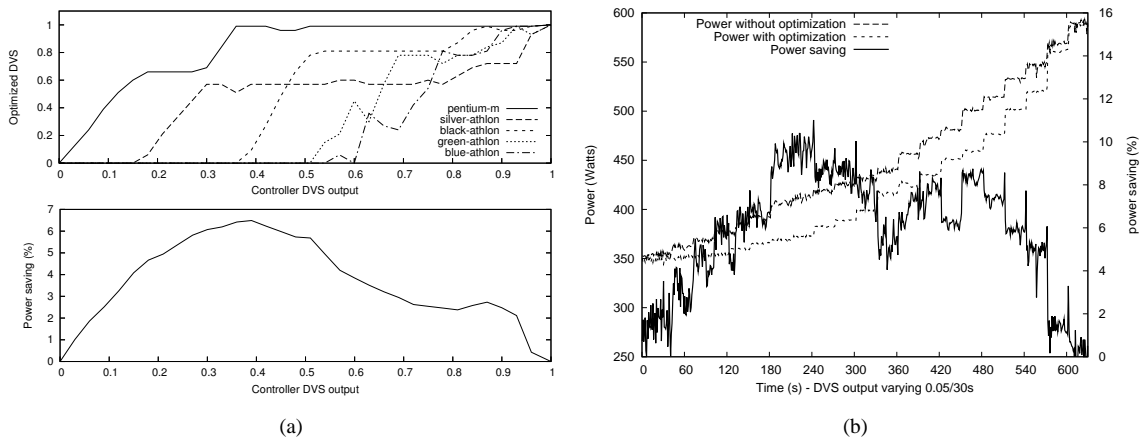 1
0.8
0.6
0.4
0.2
0
Optimized DVS
pentium-m
silver-athlon
black-athlon
green-athlon
blue-athlon
0 0.1 0.2 0.3 0.4 0.5 0.6 0.7 0.8 0.9 1
Controller DVS output
7
6
5
4
3
2
1
0
Power saving (%)
0 0.1 0.2 0.3 0.4 0.5 0.6 0.7 0.8 0.9 1
Controller DVS output
(a)
600
550
500
450
400
350
300
250
Power (Watts)
Power without optimization
Power with optimization
Power saving
16
14
12
10
8
6
4
2
0
power saving (%)
0 60 120 180 240 300 360 420 480 540 600
Time (s) - DVS output varying 0.05/30s
(b)